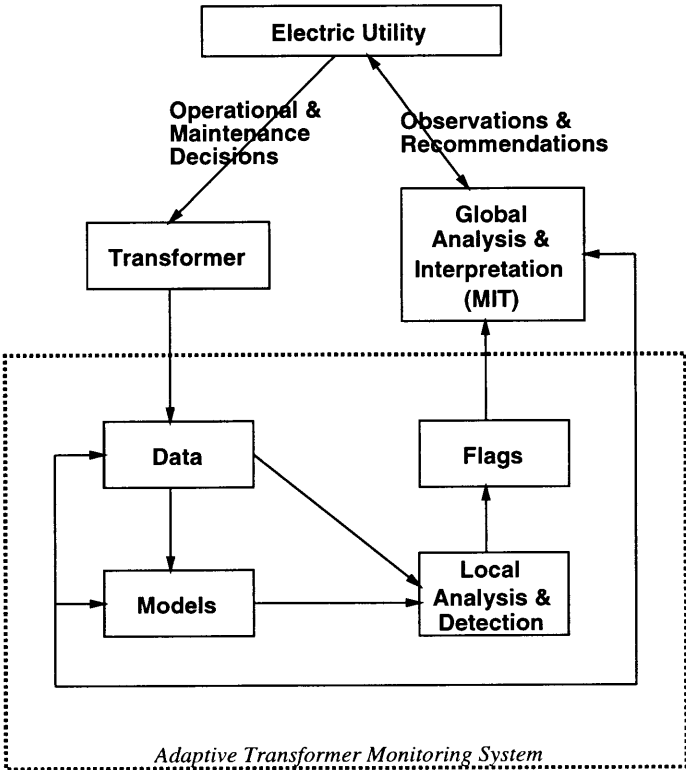 Electric Utility
Operational &
Maintenance
Decisions
Observations &
Recommendations
Transformer
Global
Analysis &
Interpretation
(MIT)
Data
Flags
Models
Local
Analysis &
Detection
Adaptive Transformer Monitoring System